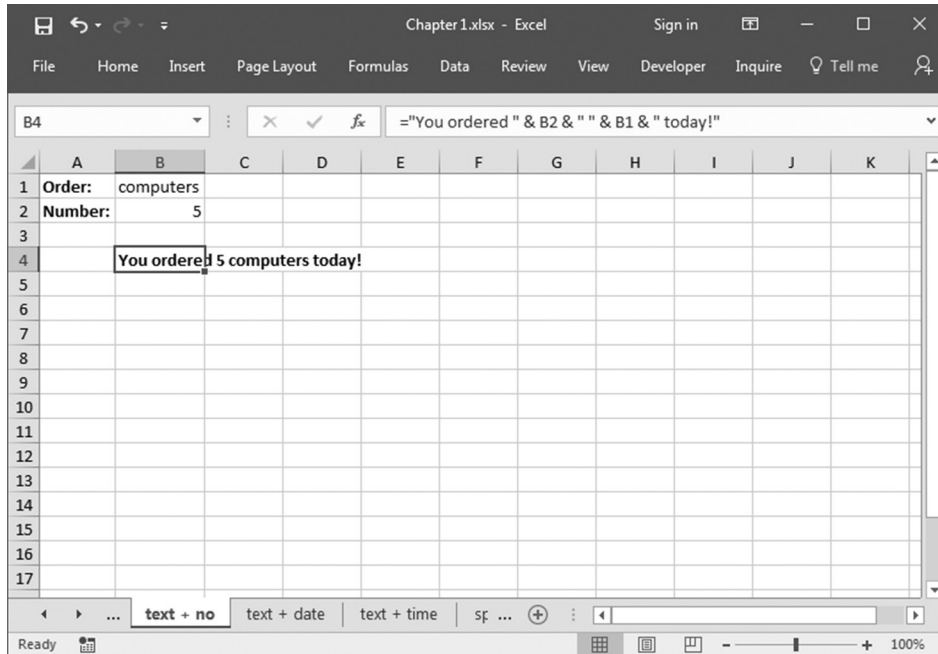 Chapter 1.xlsx - Excel Sign in
File Home Insert Page Layout Formulas Data Review View Developer Inquire Tell me
B4 fx ="You ordered " & B2 & " " & B1 & " today!"
A B C D E F G H I J K
1 Order: computers
2 Number: 5
3
4 You ordered 5 computers today!
5
6
7
8
9
10
11
12
13
14
15
16
17
... text + no text + date text + time sp ...
Ready 100%